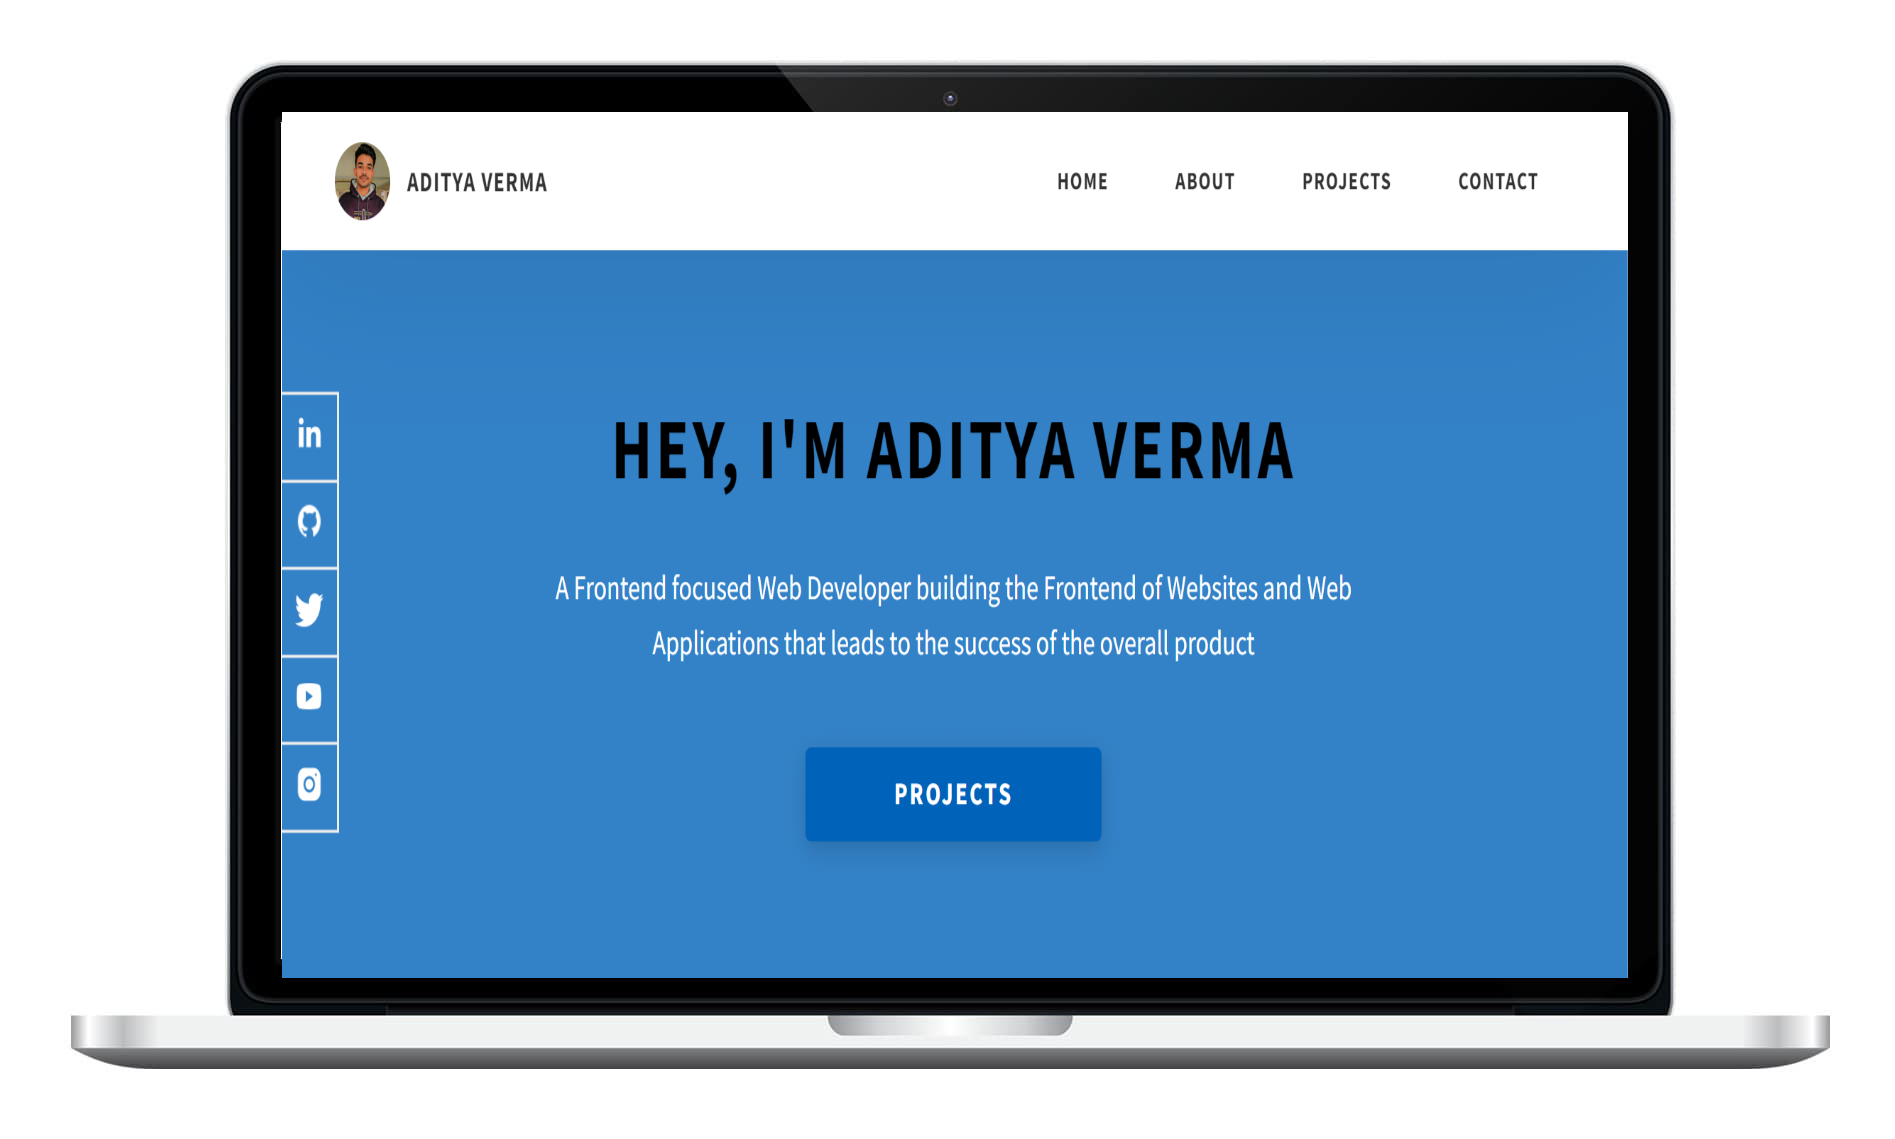 ADITYA VERMA
HOME
ABOUT
PROJECTS
CONTACT
in
HEY, I'M ADITYA VERMA
A Frontend focused Web Developer building the Frontend of Websites and Web
Applications that leads to the success of the overall product
PROJECTS